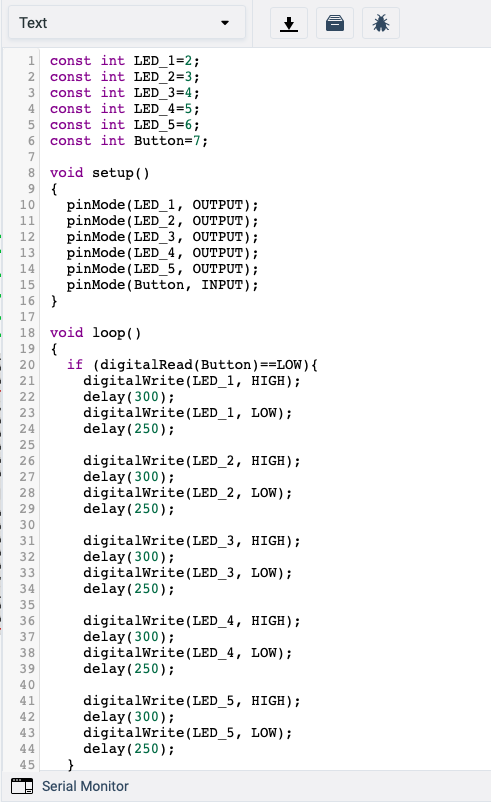 Text
1 const int LED_1=2;
2 const int LED_2=3;
3 const int LED_3=4;
4 const int LED_4=5;
5 const int LED_5=6;
6 const int Button=7;
7
8 void setup()
9 {
10   pinMode(LED_1, OUTPUT);
11   pinMode(LED_2, OUTPUT);
12   pinMode(LED_3, OUTPUT);
13   pinMode(LED_4, OUTPUT);
14   pinMode(LED_5, OUTPUT);
15   pinMode(Button, INPUT);
16 }
17
18 void loop()
19 {
20   if (digitalRead(Button)==LOW){
21     digitalWrite(LED_1, HIGH);
22     delay(300);
23     digitalWrite(LED_1, LOW);
24     delay(250);
25
26     digitalWrite(LED_2, HIGH);
27     delay(300);
28     digitalWrite(LED_2, LOW);
29     delay(250);
30
31     digitalWrite(LED_3, HIGH);
32     delay(300);
33     digitalWrite(LED_3, LOW);
34     delay(250);
35
36     digitalWrite(LED_4, HIGH);
37     delay(300);
38     digitalWrite(LED_4, LOW);
39     delay(250);
40
41     digitalWrite(LED_5, HIGH);
42     delay(300);
43     digitalWrite(LED_5, LOW);
44     delay(250);
45   }
Serial Monitor